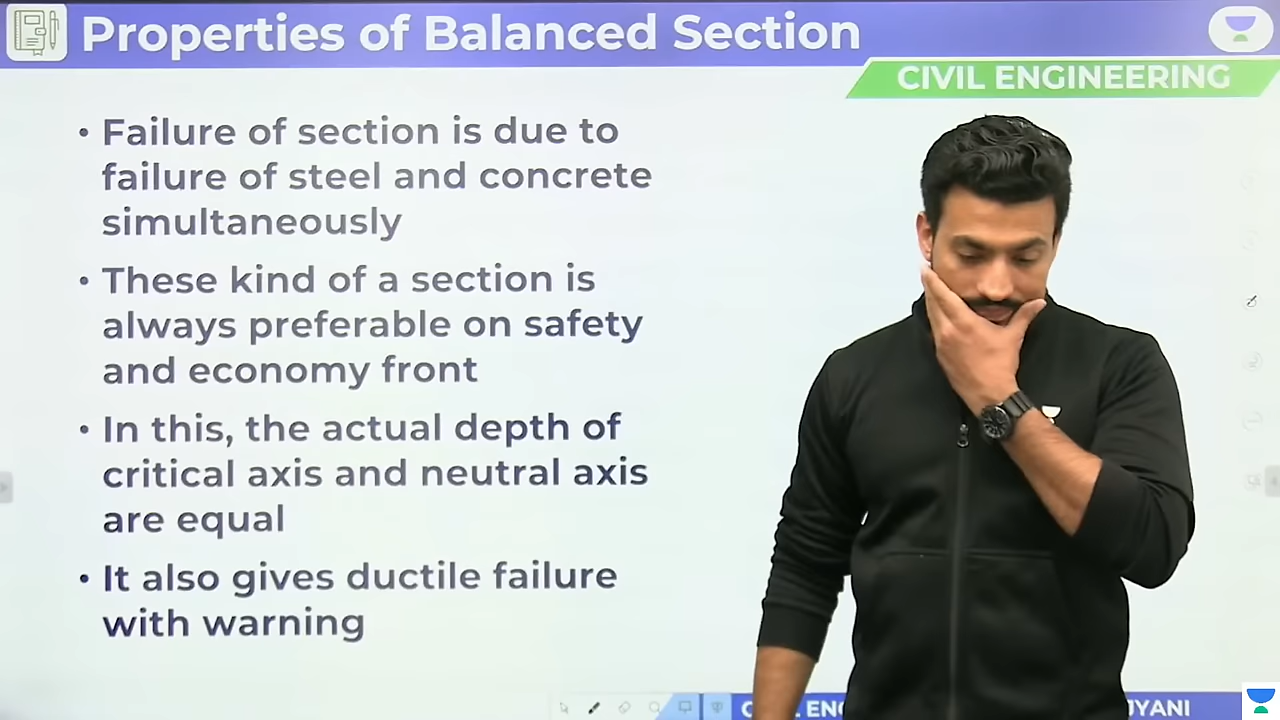 Properties of Balanced Section
CIVIL ENGINEERING
• Failure of section is due to
failure of steel and concrete
simultaneously
• These kind of a section is
always preferable on safety
and economy front
• In this, the actual depth of
critical axis and neutral axis
are equal
• It also gives ductile failure
with warning